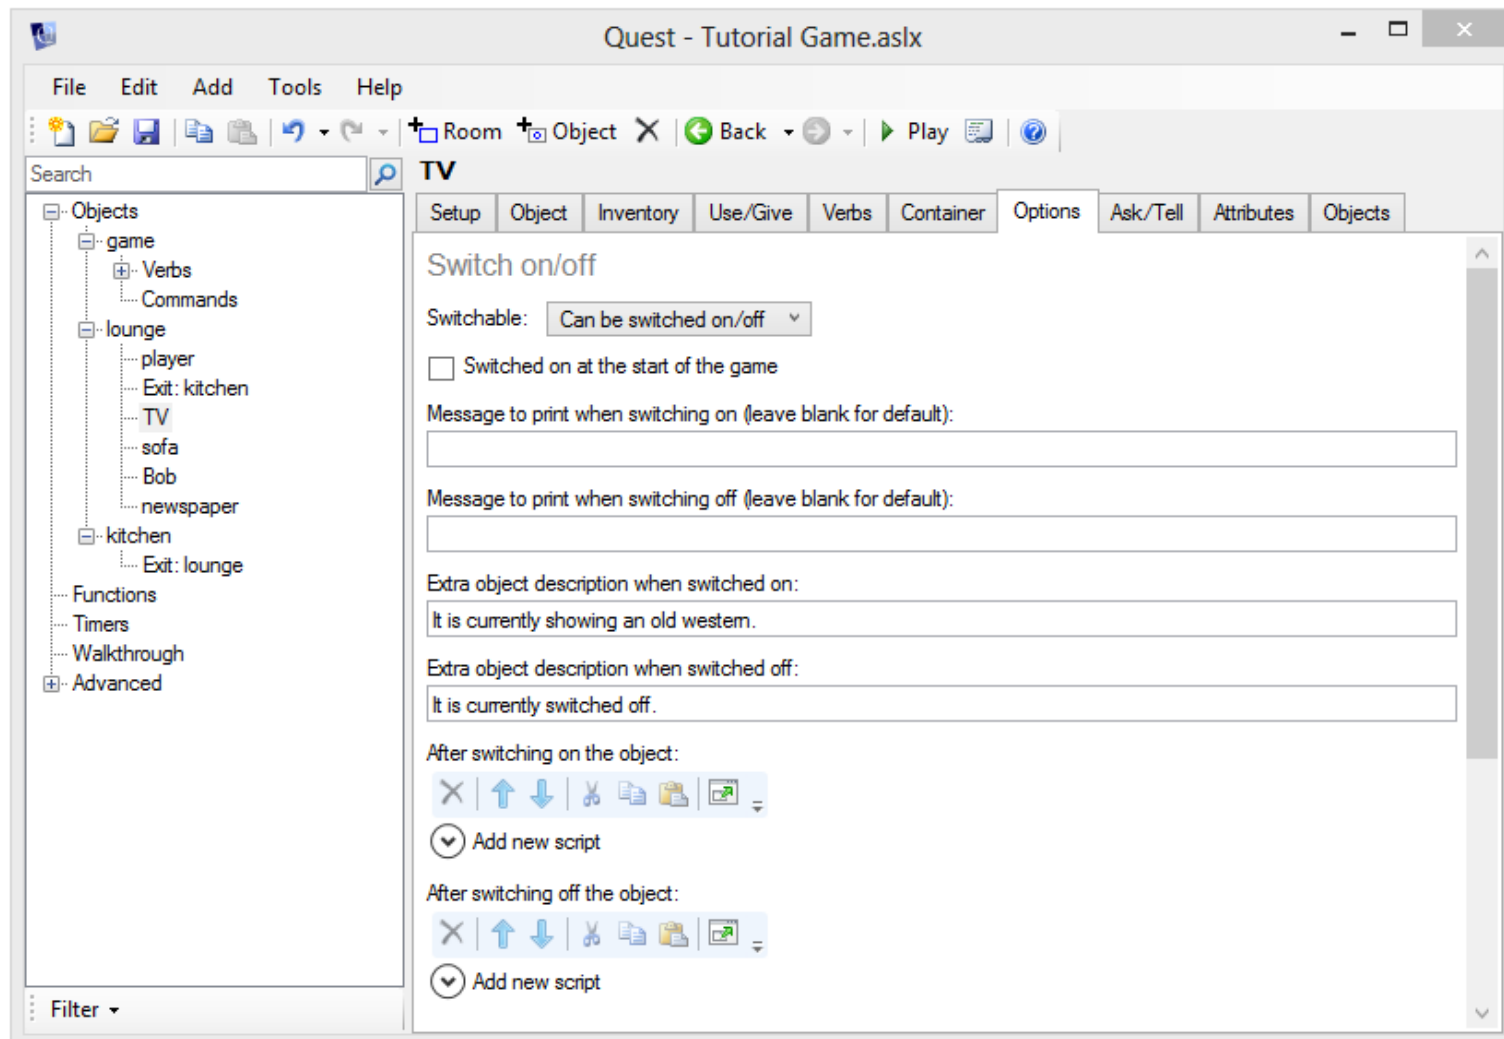 Quest - Tutorial Game.aslx
File Edit Add Tools Help
Room Object Back Play
Search
TV
Objects
game
Verbs
Commands
lounge
player
Exit: kitchen
TV
sofa
Bob
newspaper
kitchen
Exit: lounge
Functions
Timers
Walkthrough
Advanced
Filter
Setup Object Inventory Use/Give Verbs Container Options Ask/Tell Attributes Objects
Switch on/off
Switchable: Can be switched on/off
Switched on at the start of the game
Message to print when switching on (leave blank for default):
Message to print when switching off (leave blank for default):
Extra object description when switched on:
It is currently showing an old western.
Extra object description when switched off:
It is currently switched off.
After switching on the object:
Add new script
After switching off the object:
Add new script